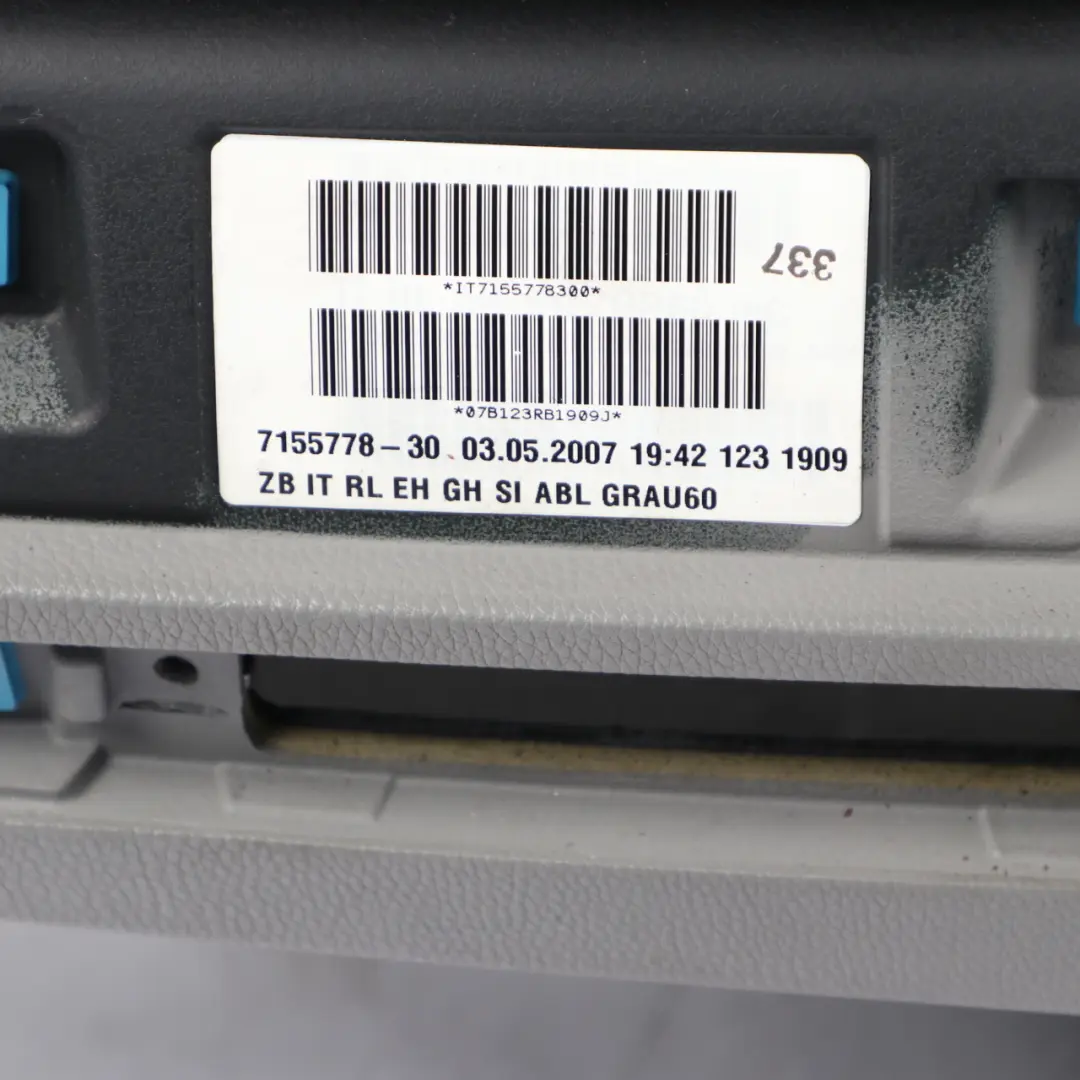 *IT7155778300*
337
*07B123RB1909J*
7155778-30 03.05.2007 19:42 123 1909
ZB IT RL EH GH SI ABL GRAU60